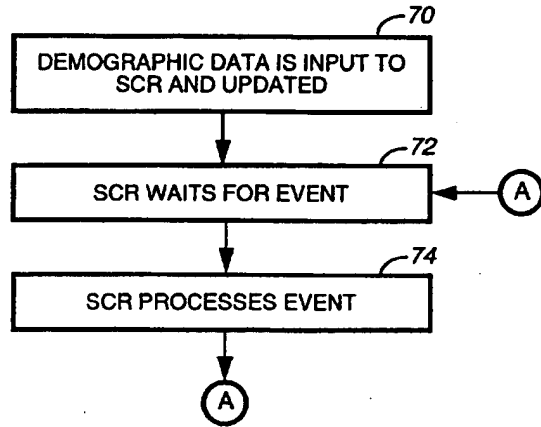 70
DEMOGRAPHIC DATA IS INPUT TO
SCR AND UPDATED
72
SCR WAITS FOR EVENT
A
74
SCR PROCESSES EVENT
A